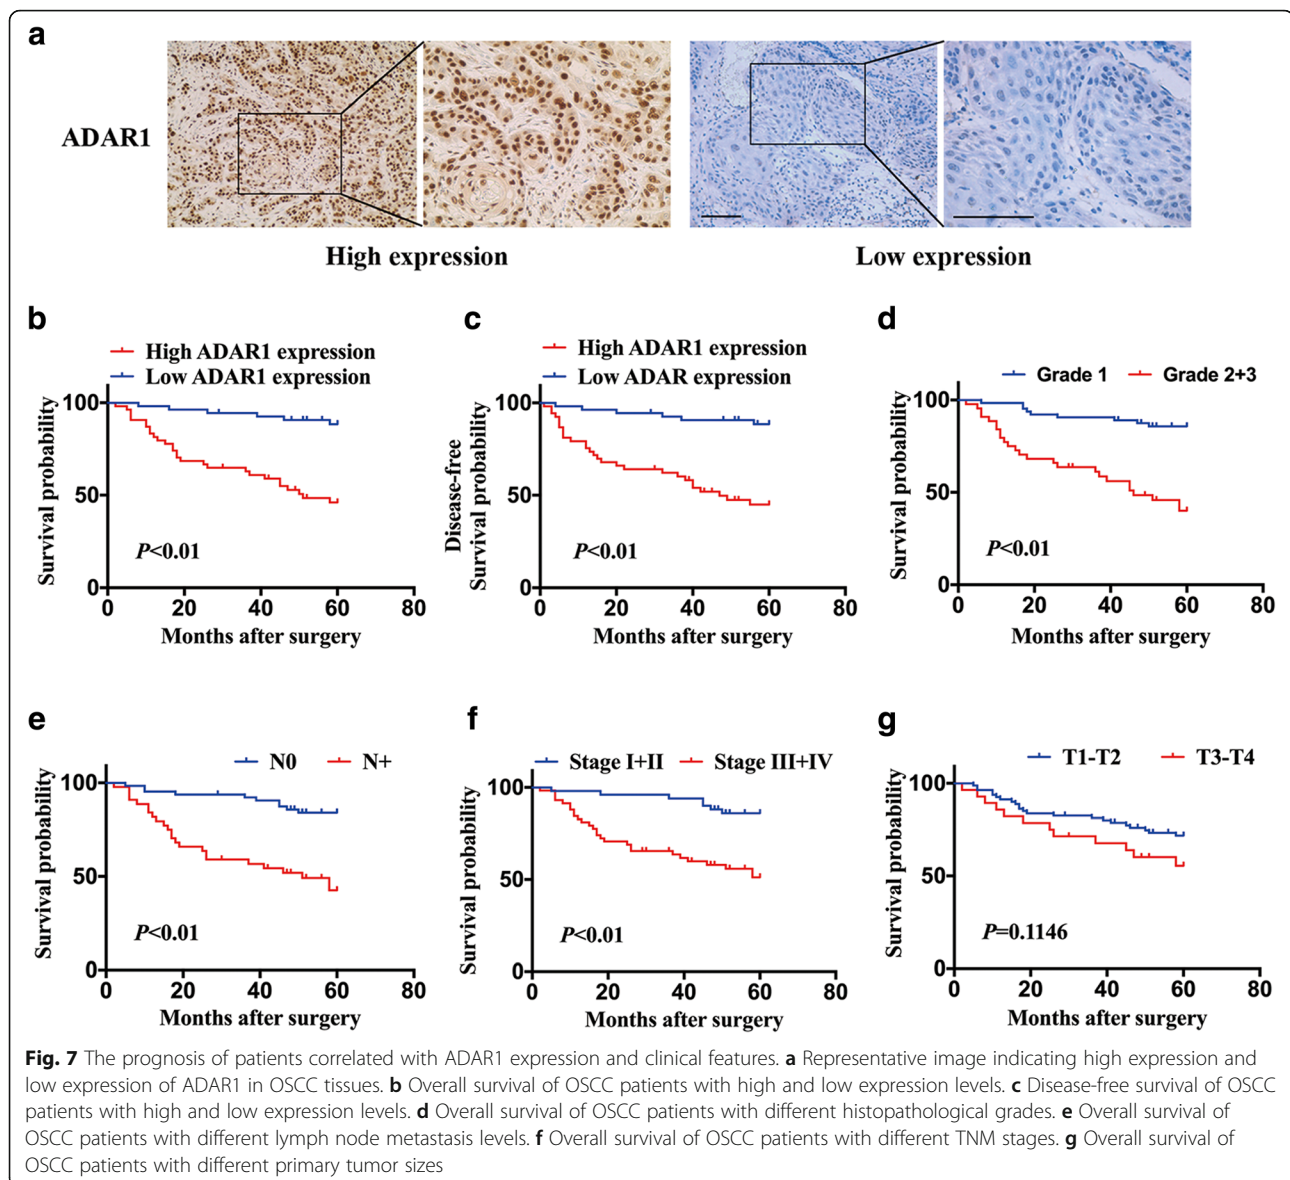 a
ADAR1
High expression
Low expression
b
High ADAR1 expression
Low ADAR1 expression
Survival probability
100
50
0
P<0.01
0 20 40 60 80
Months after surgery
c
High ADAR1 expression
Low ADAR expression
Disease-free
Survival probability
100
50
0
P<0.01
0 20 40 60 80
Months after surgery
d
Grade 1 Grade 2+3
Survival probability
100
50
0
P<0.01
0 20 40 60 80
Months after surgery
e
N0 N+
Survival probability
100
50
0
P<0.01
0 20 40 60 80
Months after surgery
f
Stage I+II Stage III+IV
Survival probability
100
50
0
P<0.01
0 20 40 60 80
Months after surgery
g
T1-T2 T3-T4
Survival probability
100
50
0
P=0.1146
0 20 40 60 80
Months after surgery
Fig. 7 The prognosis of patients correlated with ADAR1 expression and clinical features. a Representative image indicating high expression and
low expression of ADAR1 in OSCC tissues. b Overall survival of OSCC patients with high and low expression levels. c Disease-free survival of OSCC
patients with high and low expression levels. d Overall survival of OSCC patients with different histopathological grades. e Overall survival of
OSCC patients with different lymph node metastasis levels. f Overall survival of OSCC patients with different TNM stages. g Overall survival of
OSCC patients with different primary tumor sizes